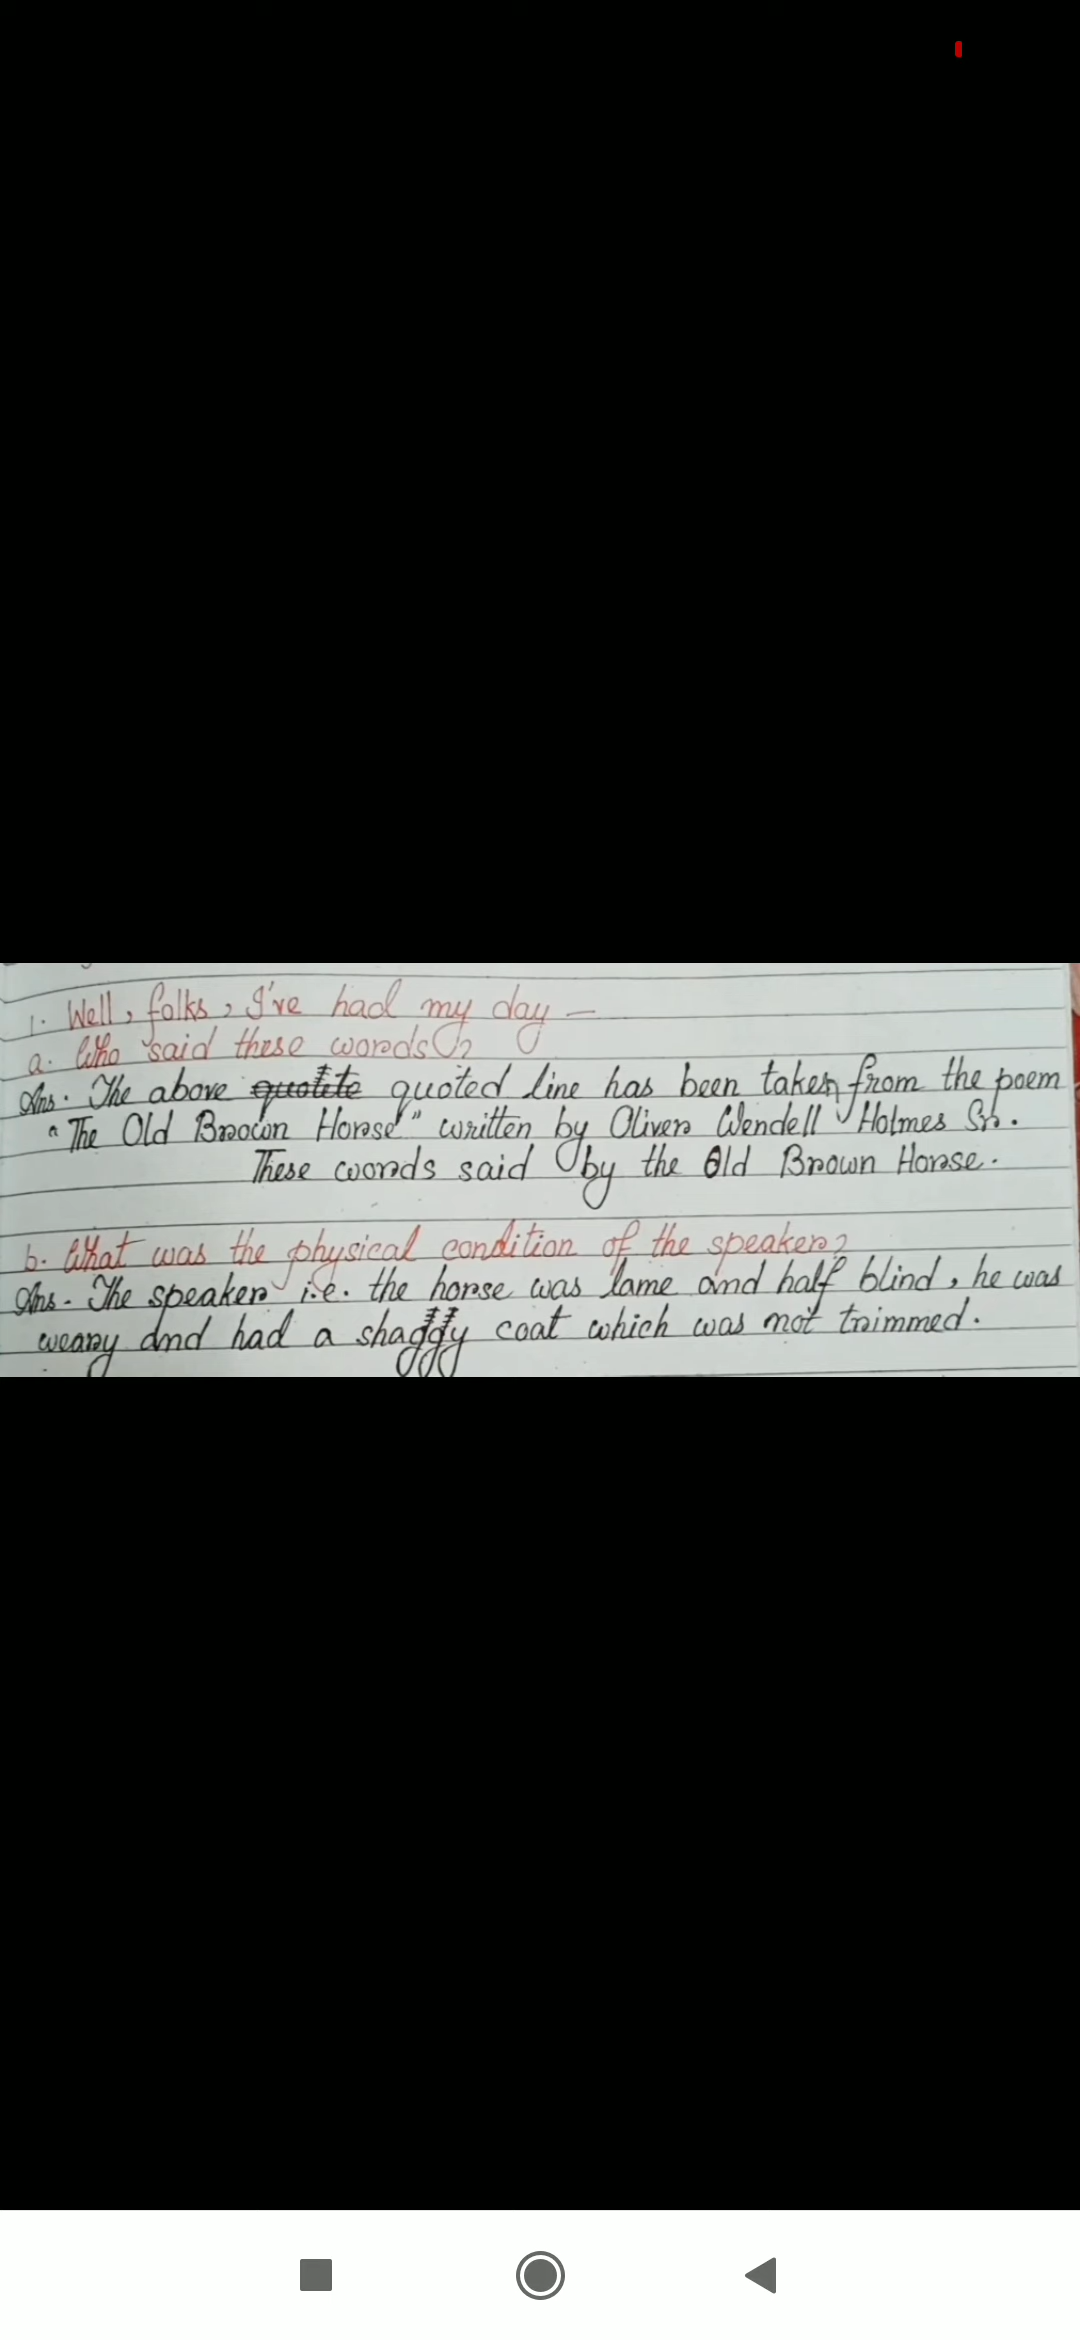 1. Well, folks, I've had my day —
a. Who said these words?
Ans. The above quotite quoted line has been taken from the poem
"The Old Brown Horse" written by Oliver Wendell Holmes Sr.
These words said by the Old Brown Horse.
b. What was the physical condition of the speaker?
Ans - The speaker i.e. the horse was lame and half blind, he was
weary and had a shaggy coat which was not trimmed.